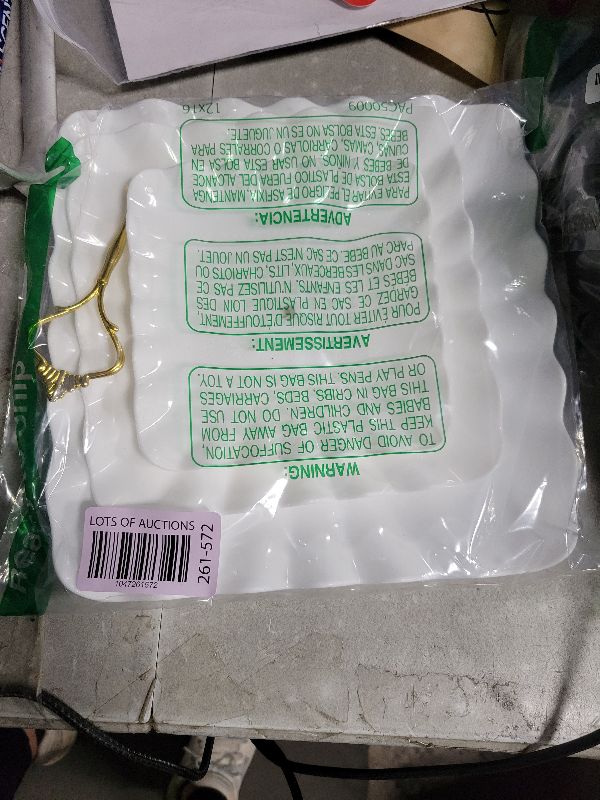 WARNING:
TO AVOID DANGER OF SUFFOCATION,
KEEP THIS PLASTIC BAG AWAY FROM
BABIES AND CHILDREN. DO NOT USE
THIS BAG IN CRIBS, BEDS, CARRIAGES
OR PLAY PENS. THIS BAG IS NOT A TOY.
AVERTISSEMENT:
POUR ÉVITER TOUT RISQUE D'ÉTOUFFEMENT,
GARDEZ CE SAC EN PLASTIQUE LOIN DES
BÉBÉS ET LES ENFANTS. N'UTILISEZ PAS CE
SAC DANS LES BERCEAUX, LITS, CHARIOTS OU
PARC AU BEBE. CE SAC N'EST PAS UN JOUET.
ADVERTENCIA:
PARA EVITAR EL PELIGRO DE ASFIXIA, MANTENGA
ESTA BOLSA DE PLASTICO FUERA DEL ALCANCE
DE BEBES Y NINOS. NO USAR ESTA BOLSA EN
CUNAS, CAMAS, CARRIOLAS O CORRALES PARA
BEBES ESTA BOLSA NO ES UN JUGUETE.
PAC50009
12x16
LOTS OF AUCTIONS
1047261572
261-572